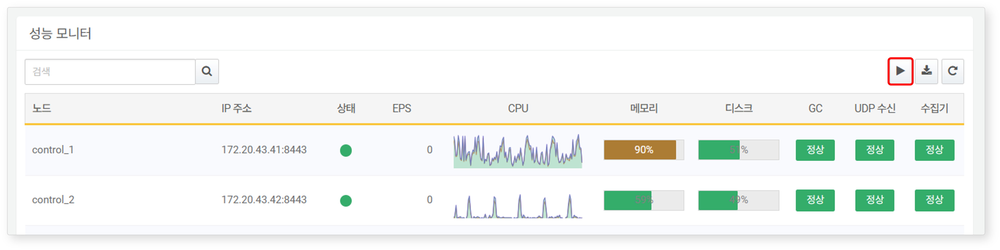 성능 모니터
검색
노드 IP 주소 상태 EPS CPU 메모리 디스크 GC UDP 수신 수집기
control_1 172.20.43.41:8443 0 90% 51% 정상 정상 정상
control_2 172.20.43.42:8443 0 59% 49% 정상 정상 정상